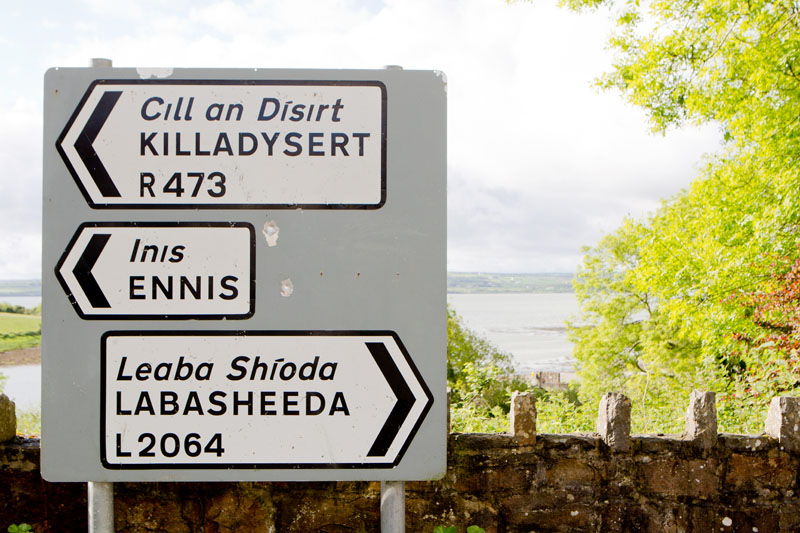 Cill an Dísirt
KILLADYSERT
R473
Inis
ENNIS
Leaba Shíoda
LABASHEEDA
L2064